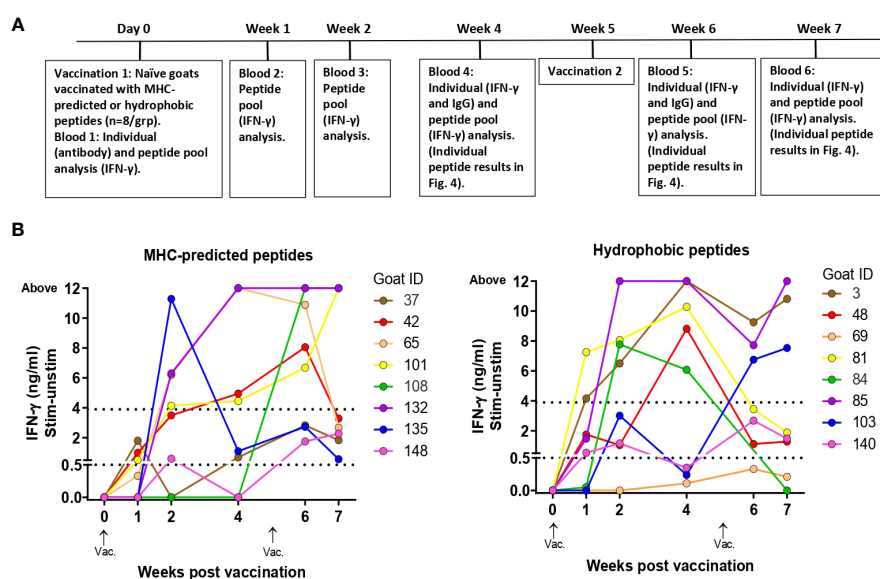 A
Day 0
Week 1
Week 2
Week 4
Week 5
Week 6
Week 7
Vaccination 1: Naïve goats
vaccinated with MHC-
predicted or hydrophobic
peptides (n=8/grp).
Blood 1: Individual
(antibody) and peptide pool
analysis (IFN-γ).
Blood 2:
Peptide
pool
(IFN-γ)
analysis.
Blood 3:
Peptide
pool
(IFN-γ)
analysis.
Blood 4:
Individual (IFN-γ
and IgG) and
peptide pool
(IFN-γ) analysis.
(Individual
peptide results in
Fig. 4).
Vaccination 2
Blood 5:
Individual (IFN-γ
and IgG) and
peptide pool (IFN-
γ) analysis.
(Individual
peptide results in
Fig. 4).
Blood 6:
Individual (IFN-γ)
and peptide pool
(IFN-γ) analysis.
(Individual peptide
results in Fig. 4).
B
MHC-predicted peptides
Above 12
10
8
6
4
2
0.5
0.0
IFN-γ (ng/ml)
Stim-unstim
0 1 2 4 6 7
Vac.
Vac.
Weeks post vaccination
Goat ID
37
42
65
101
108
132
135
148
Hydrophobic peptides
Above 12
10
8
6
4
2
0.5
0.0
IFN-γ (ng/ml)
Stim-unstim
0 1 2 4 6 7
Vac.
Vac.
Weeks post vaccination
Goat ID
3
48
69
81
84
85
103
140